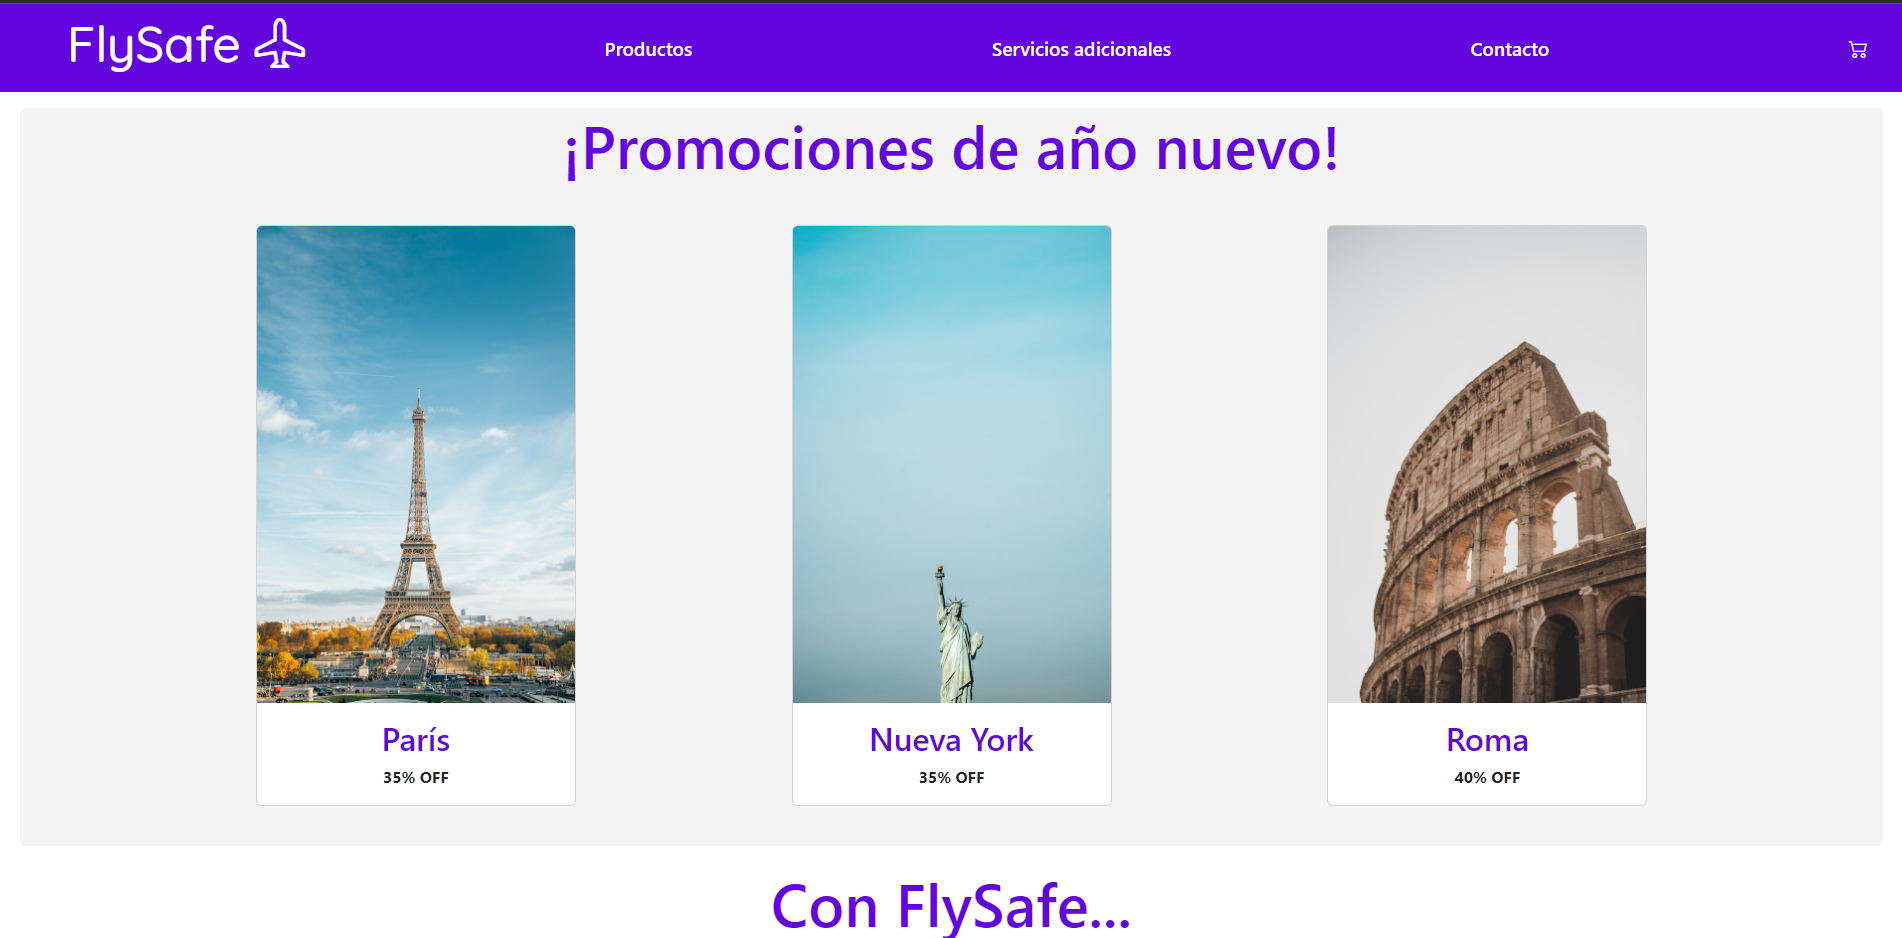 FlySafe
Productos
Servicios adicionales
Contacto
¡Promociones de año nuevo!
París
35% OFF
Nueva York
35% OFF
Roma
40% OFF
Con FlySafe...